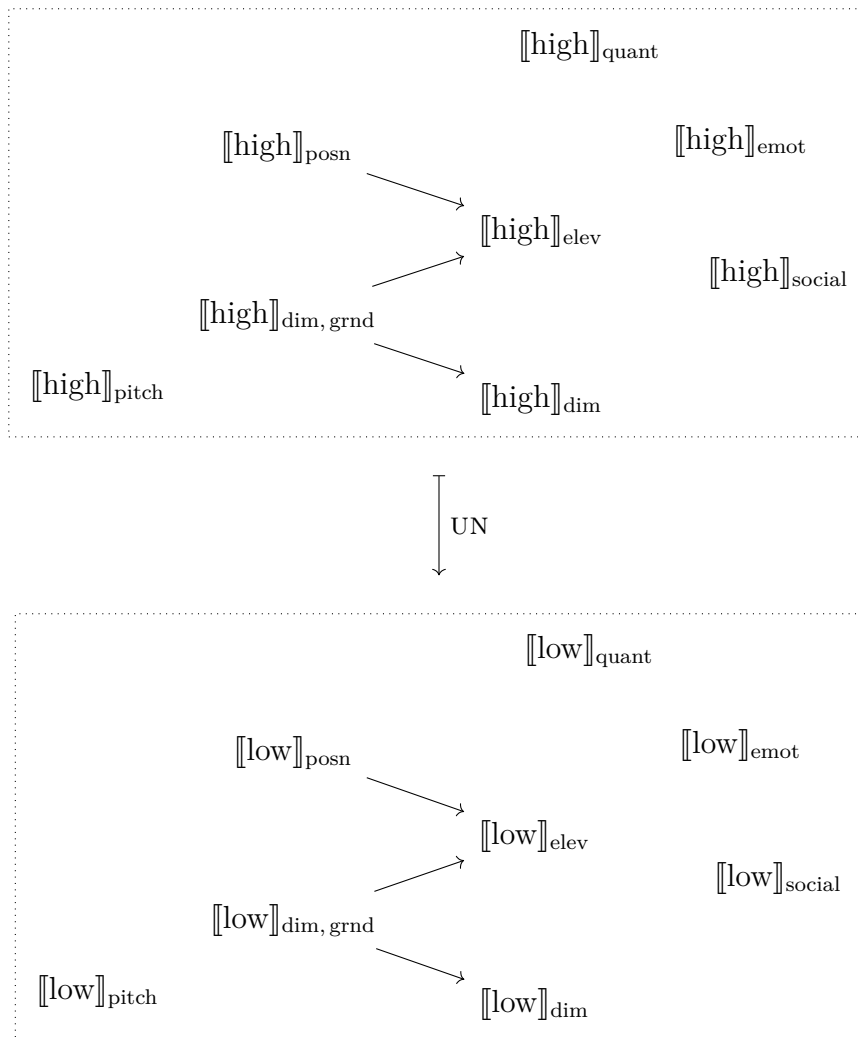 ⟦high⟧quant
⟦high⟧posn
⟦high⟧emot
⟦high⟧elev
⟦high⟧social
⟦high⟧dim, grnd
⟦high⟧pitch
⟦high⟧dim
UN
⟦low⟧quant
⟦low⟧posn
⟦low⟧emot
⟦low⟧elev
⟦low⟧social
⟦low⟧dim, grnd
⟦low⟧pitch
⟦low⟧dim